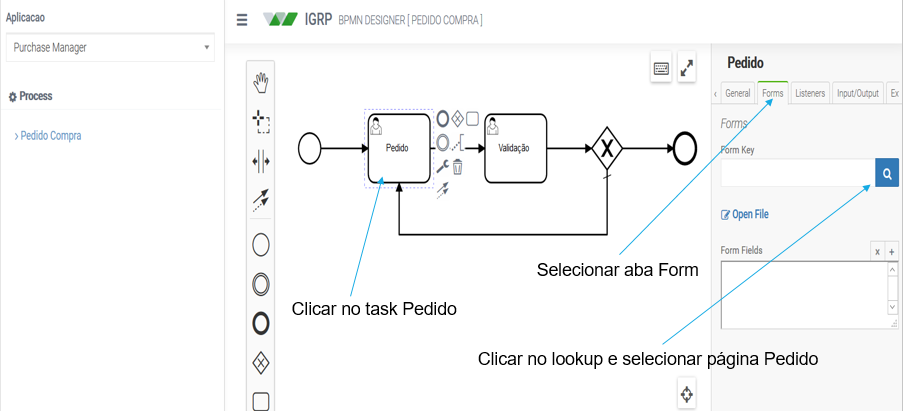 Aplicacao
Purchase Manager
Process
Pedido Compra
IGRP
BPMN DESIGNER [ PEDIDO COMPRA ]
Pedido
Validação
X
Clicar no task Pedido
Selecionar aba Form
Clicar no lookup e selecionar página Pedido
Pedido
General Forms Listeners Input/Output Ex
Forms
Form Key
Open File
Form Fields x +